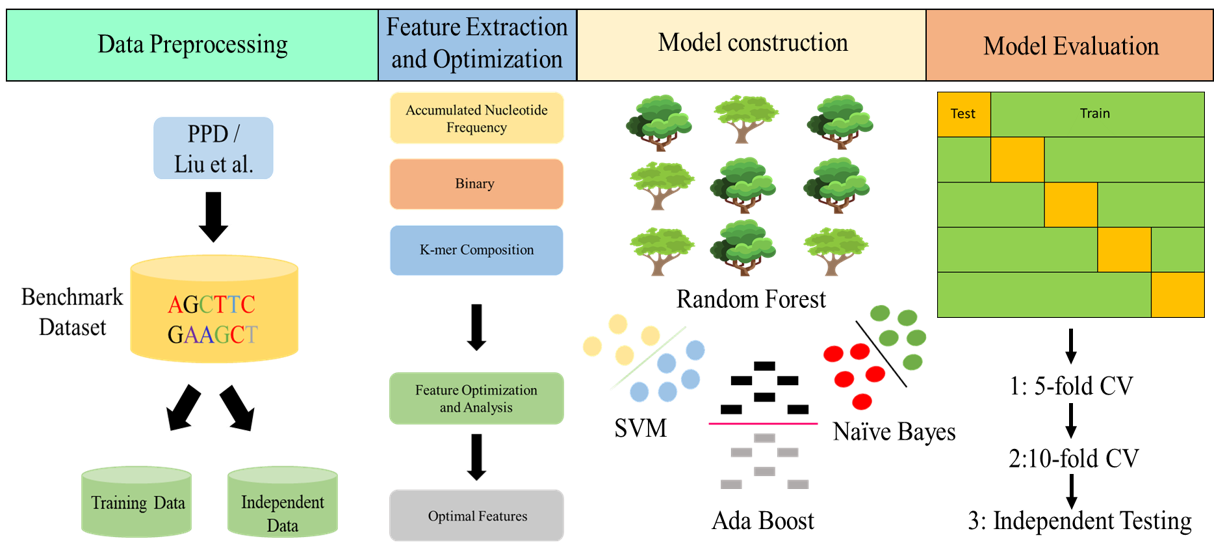 Data Preprocessing
Feature Extraction
and Optimization
Model construction
Model Evaluation
PPD /
Liu et al.
Benchmark
Dataset
AGCTTC
GAAGCT
Training Data
Independent
Data
Accumulated Nucleotide
Frequency
Binary
K-mer Composition
Feature Optimization
and Analysis
Optimal Features
Random Forest
SVM
Naïve Bayes
Ada Boost
Test
Train
1: 5-fold CV
2:10-fold CV
3: Independent Testing